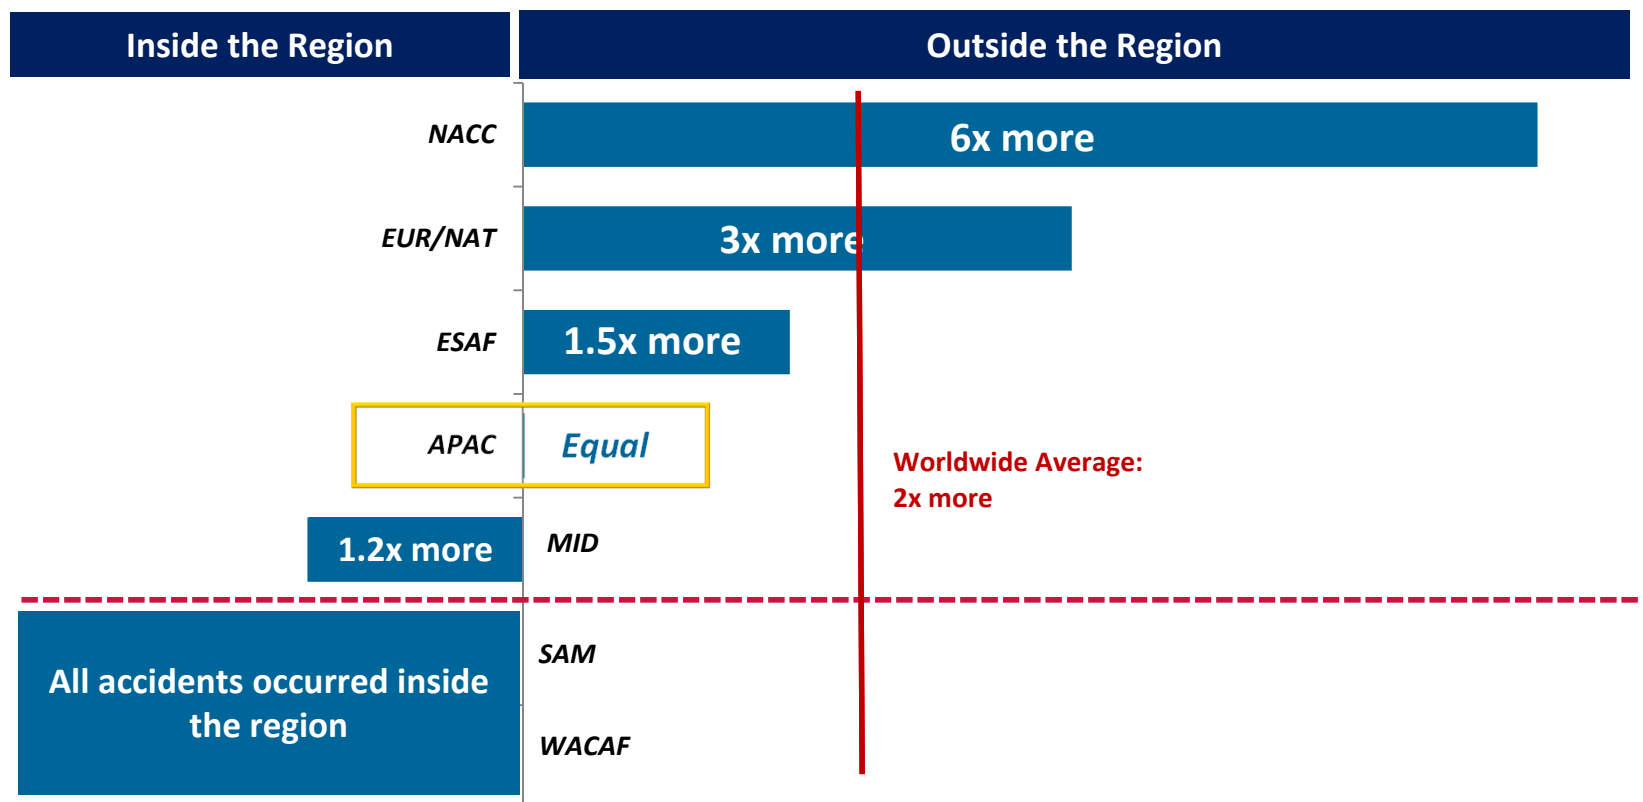 Inside the Region
Outside the Region
NACC
6x more
EUR/NAT
3x more
ESAF
1.5x more
APAC
Equal
Worldwide Average:
2x more
1.2x more
MID
All accidents occurred inside
the region
SAM
WACAF